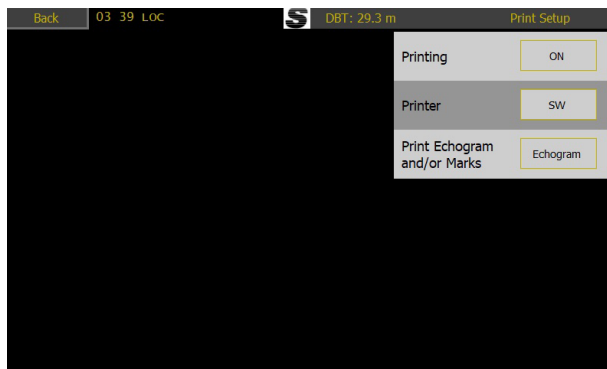 Back 03 39 LOC S DBT: 29.3 m Print Setup
Printing ON
Printer SW
Print Echogram
and/or Marks Echogram